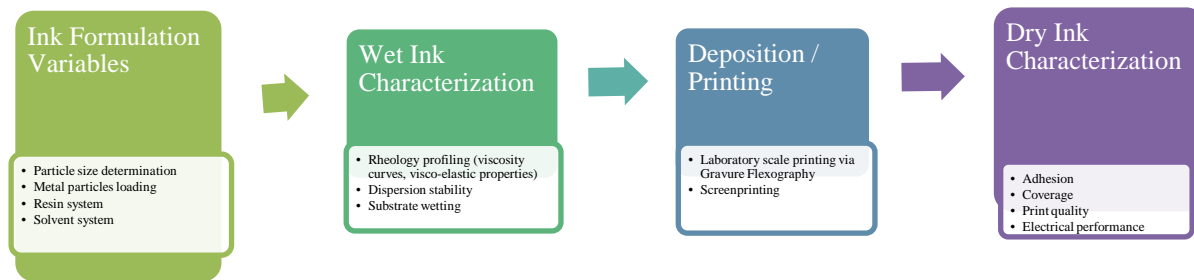 Ink Formulation
Variables
• Particle size determination
• Metal particles loading
• Resin system
• Solvent system
Wet Ink
Characterization
• Rheology profiling (viscosity
curves, visco-elastic properties)
• Dispersion stability
• Substrate wetting
Deposition /
Printing
• Laboratory scale printing via
Gravure Flexography
• Screenprinting
Dry Ink
Characterization
• Adhesion
• Coverage
• Print quality
• Electrical performance